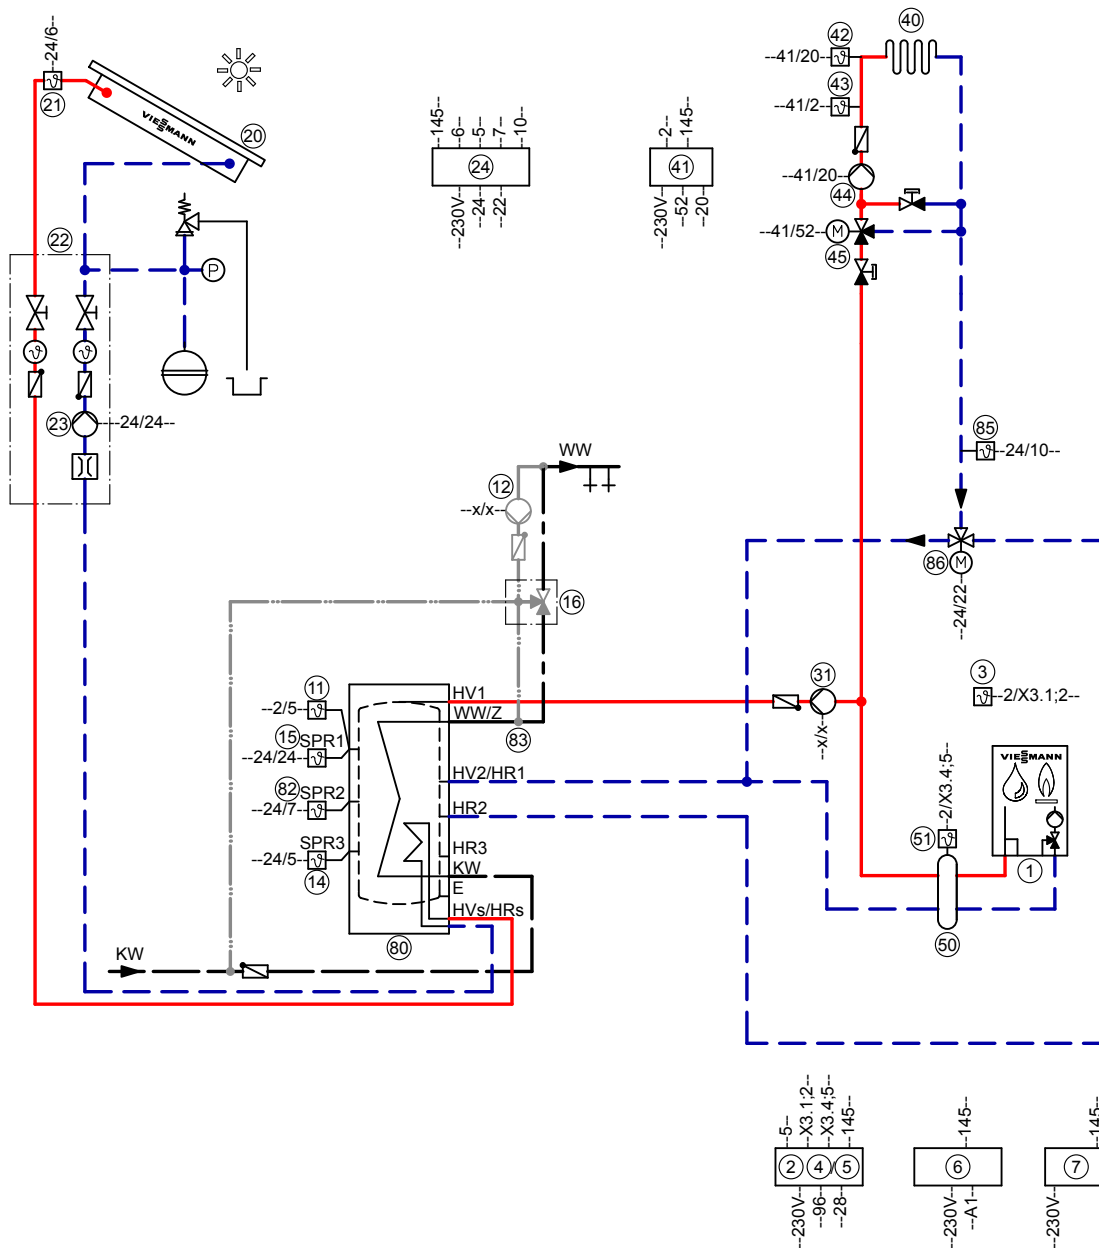 --24/6--
21
VIESSMANN
20
--145--
--6--
--5--
--7--
--10--
24
--230V--
--24--
--22--
--2--
--145--
41
--230V--
--52--
--20--
42
--41/20--
40
43
--41/2--
--41/20--
44
--41/52--
M
45
22
P
23
----24/24--
85
--24/10--
WW
12
--x/x--
86
M
--24/22--
16
3
--2/X3.1;2--
11
--2/5--
HV1
31
--x/x--
WW/Z
83
15
SPR1
--24/24--
82
SPR2
--24/7--
HV2/HR1
HR2
--2/X3.4;5--
VIESSMANN
51
SPR3
--24/5--
14
HR3
KW
E
HVs/HRs
1
50
80
KW
--5--
--X3.1;2--
--X3.4;5--
--145--
2
4
/
5
--230V--
--96--
--28--
--145--
6
--230V--
--A1--
--145--
7
--230V--